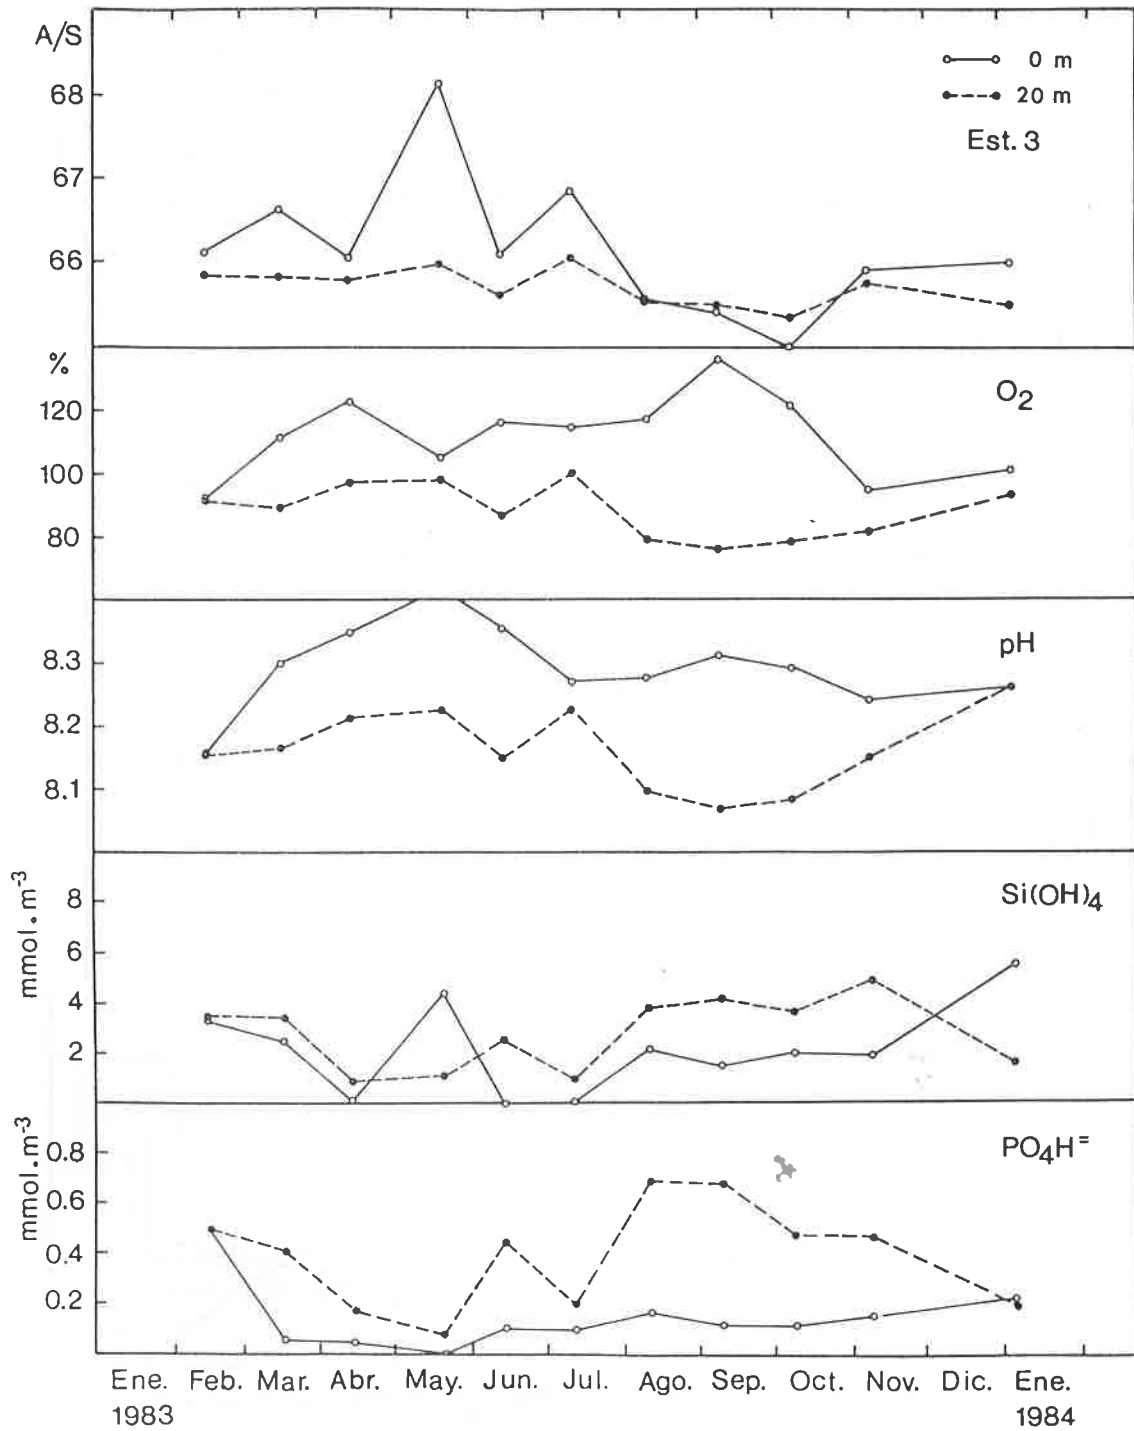 A/S
68
67
66
0 m
20 m
Est. 3
%
120
100
80
O2
8.3
8.2
8.1
pH
mmol.m-3
8
6
4
2
Si(OH)4
mmol.m-3
0.8
0.6
0.4
0.2
PO4H=
Ene. Feb. Mar. Abr. May. Jun. Jul. Ago. Sep. Oct. Nov. Dic. Ene.
1983 1984